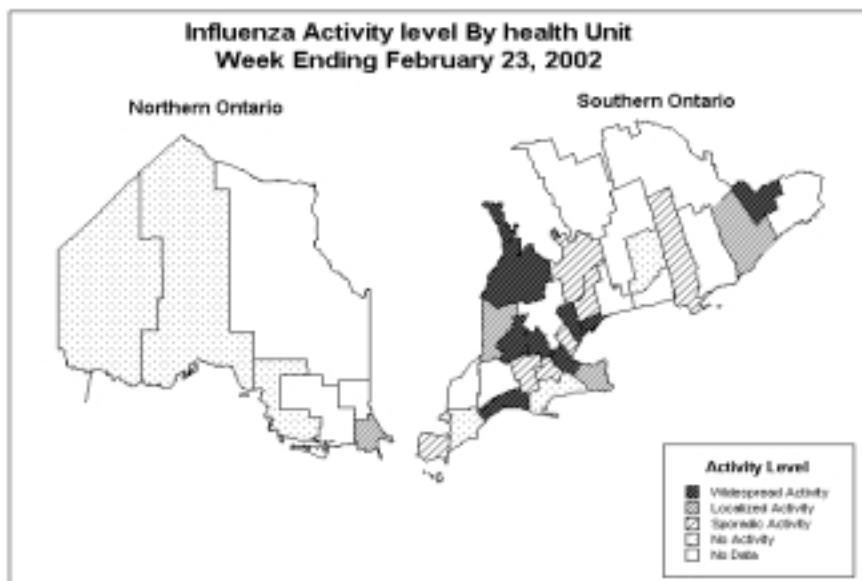 Influenza Activity level By health Unit
Week Ending February 23, 2002
Northern Ontario
Southern Ontario
Activity Level
Widespread Activity
Localized Activity
Sporadic Activity
No Activity
No Data